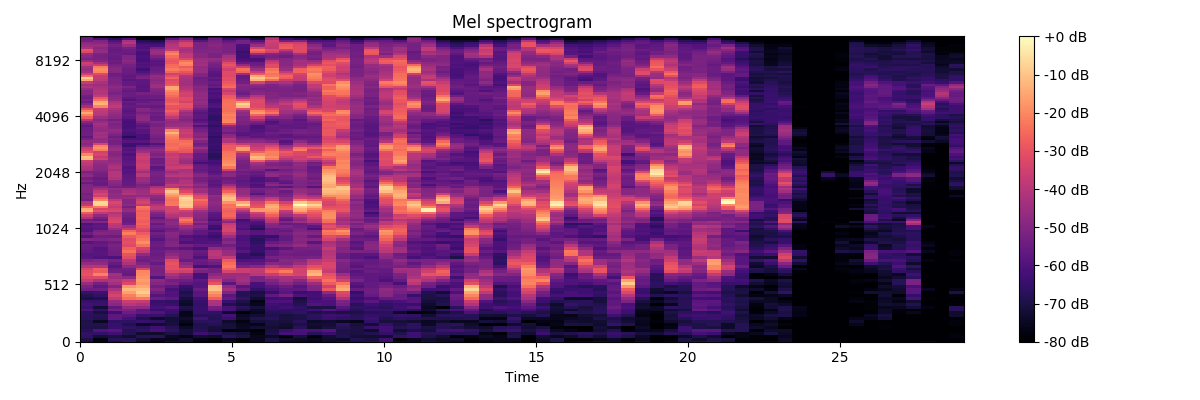 Mel spectrogram
8192
4096
2048
1024
512
0
Hz
0 5 10 15 20 25
Time
+0 dB
-10 dB
-20 dB
-30 dB
-40 dB
-50 dB
-60 dB
-70 dB
-80 dB